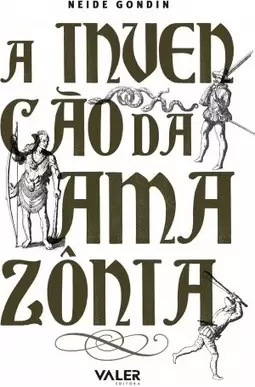 NEIDE GONDIN
A INVEN
ÇÃO DA
AMA
ZÔNIA
VALER
EDITORA